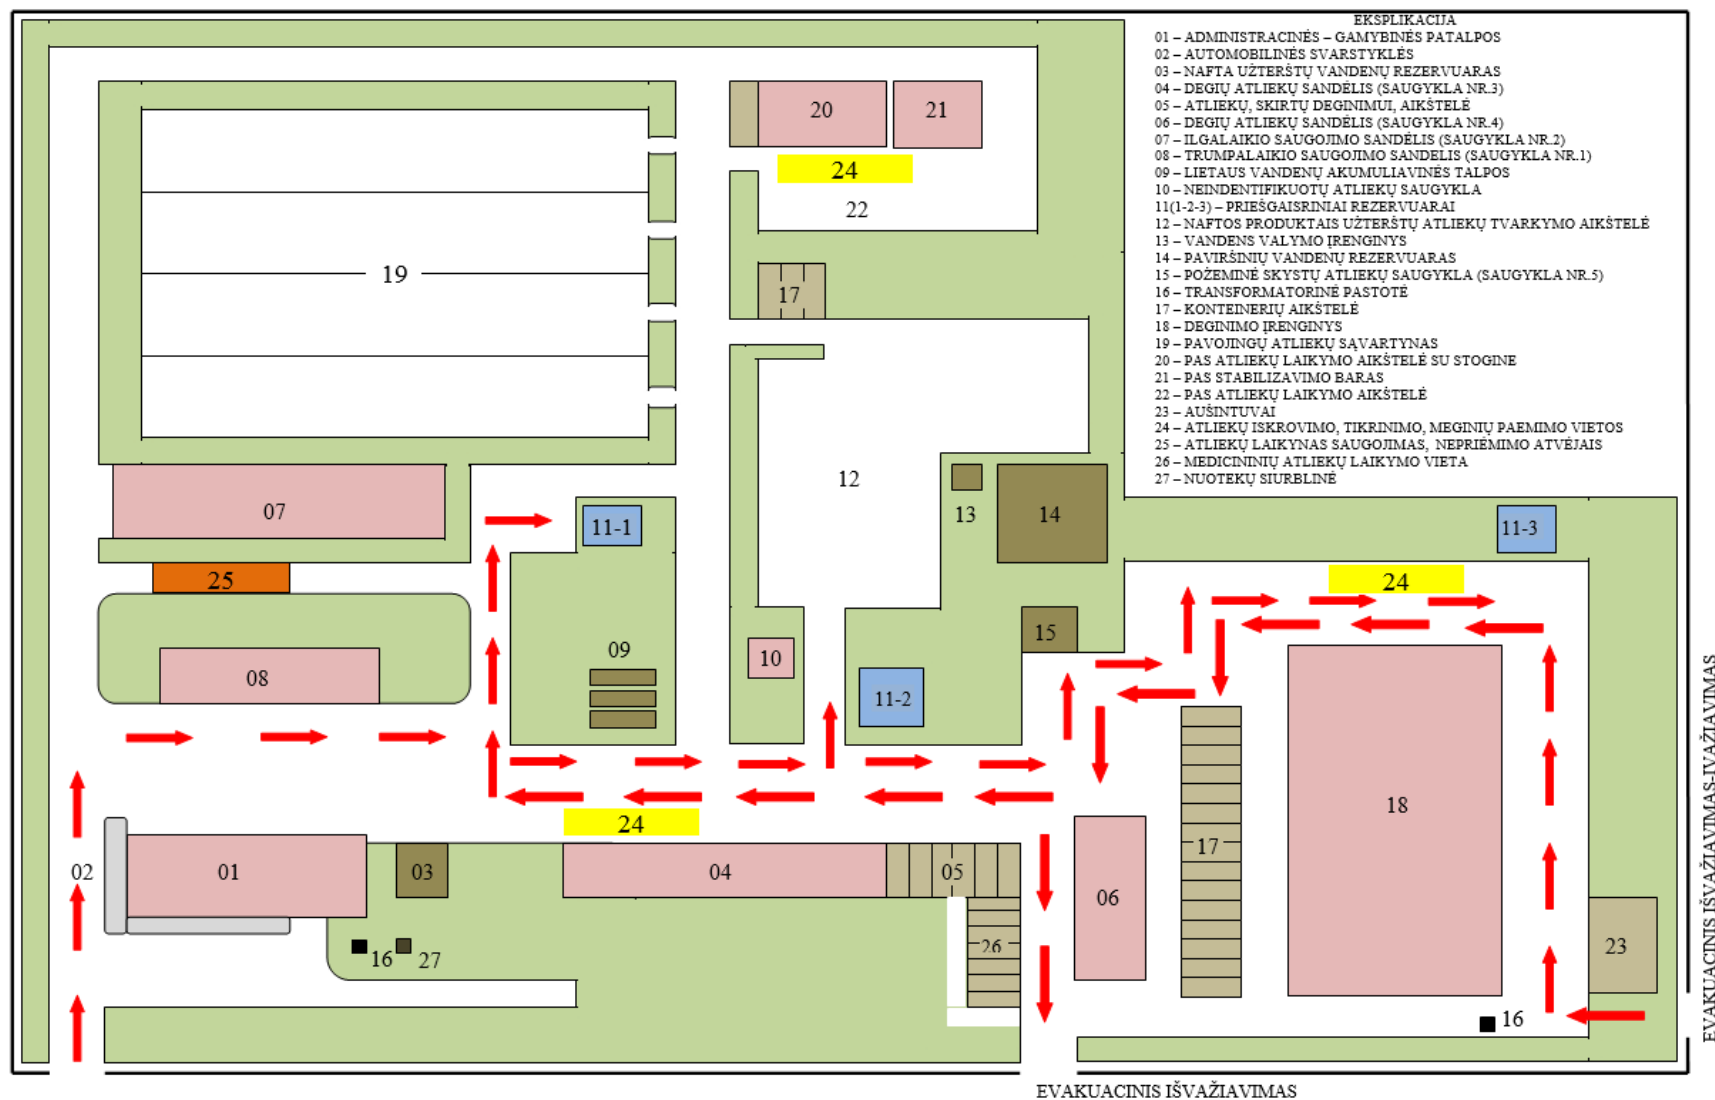 EKSPLIKACIJA
01 – ADMINISTRACINĖS – GAMYBINĖS PATALPOS
02 – AUTOMOBILINĖS SVARSTYKLĖS
03 – NAFTA UŽTERŠTŲ VANDENŲ REZERVUARAS
04 – DEGIŲ ATLIEKŲ SANDĖLIS (SAUGYKLA NR.3)
05 – ATLIEKŲ, SKIRTŲ DEGINIMUI, AIKŠTELĖ
06 – DEGIŲ ATLIEKŲ SANDĖLIS (SAUGYKLA NR.4)
07 – ILGALAIKIO SAUGOJIMO SANDĖLIS (SAUGYKLA NR.2)
08 – TRUMPALAIKIO SAUGOJIMO SANDĖLIS (SAUGYKLA NR.1)
09 – LIETAUS VANDENŲ AKUMULIAVINĖS TALPOS
10 – NEINDENTIFIKUOTŲ ATLIEKŲ SAUGYKLA
11(1-2-3) – PRIEŠGAISRINIAI REZERVUARAI
12 – NAFTOS PRODUKTAIS UŽTERŠTŲ ATLIEKŲ TVARKYMO AIKŠTELĖ
13 – VANDENS VALYMO ĮRENGINYS
14 – PAVIRŠINIŲ VANDENŲ REZERVUARAS
15 – POŽEMINĖ SKYSTŲ ATLIEKŲ SAUGYKLA (SAUGYKLA NR.5)
16 – TRANSFORMATORINĖ PASTOTĖ
17 – KONTEINERIŲ AIKŠTELĖ
18 – DEGINIMO ĮRENGINYS
19 – PAVOJINGŲ ATLIEKŲ SĄVARTYNAS
20 – PAS ATLIEKŲ LAIKYMO AIKŠTELĖ SU STOGINE
21 – PAS STABILIZAVIMO BARAS
22 – PAS ATLIEKŲ LAIKYMO AIKŠTELĖ
23 – AUŠINTUVAI
24 – ATLIEKŲ IŠKROVIMO, TIKRINIMO, MEGINIŲ PAEMIMO VIETOS
25 – ATLIEKŲ LAIKYNAS SAUGOJIMAS, NEPRIĖMIMO ATVĖJAIS
26 – MEDICININIŲ ATLIEKŲ LAIKYMO VIETA
27 – NUOTEKŲ SIURBLINĖ
20
21
24
22
19
17
12
07
11-1
13
14
11-3
25
24
15
09
10
08
11-2
24
18
17
02
01
03
04
05
06
16
27
26
23
16
EVAKUACINIS IŠVAŽIAVIMAS
EVAKUACINIS IŠVAŽIAVIMAS-IVAŽIAVIMAS